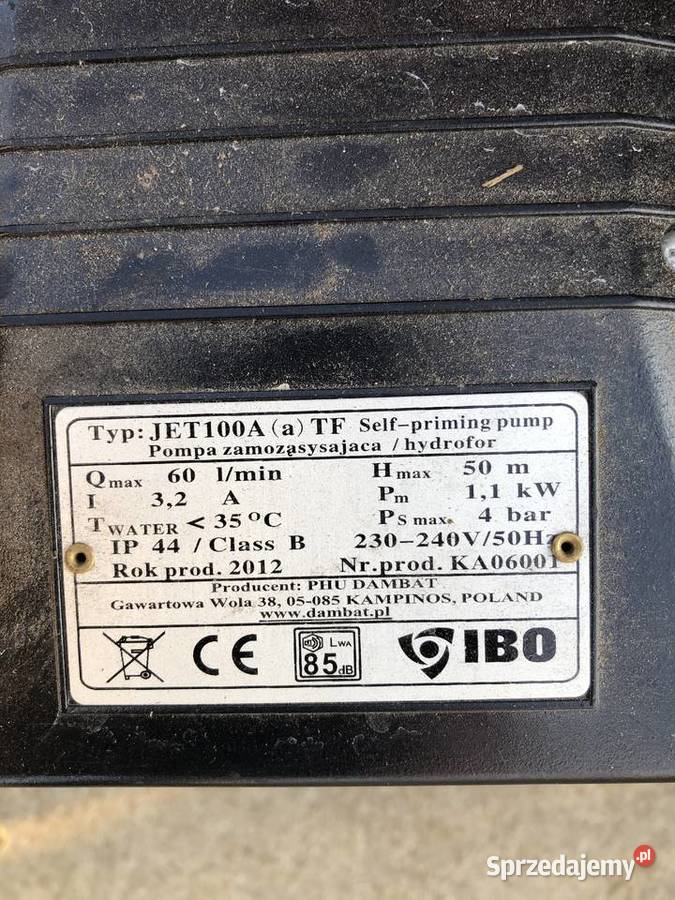 Typ: JET100A (a) TF Self-priming pump
Pompa zamoząsysająca / hydrofor
Qmax 60 l/min Hmax 50 m
I 3,2 A Pm 1,1 kW
TWATER < 35 °C PS max. 4 bar
IP 44 / Class B 230-240V/50Hz
Rok prod. 2012 Nr.prod. KA06001
Producent: PHU DAMBAT
Gawartowa Wola 38, 05-085 KAMPINOS, POLAND
www.dambat.pl
CE LWA 85dB IBO
Sprzedajemy.pl